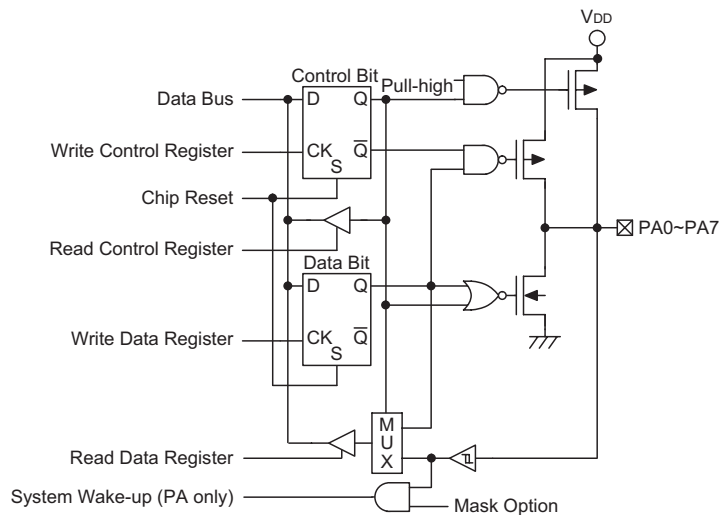 VDD
Control Bit
Pull-high
Data Bus
D
Q
Write Control Register
CK
Q
S
Chip Reset
PA0~PA7
Read Control Register
Data Bit
D
Q
Write Data Register
CK
Q
S
M
U
X
Read Data Register
System Wake-up (PA only)
Mask Option